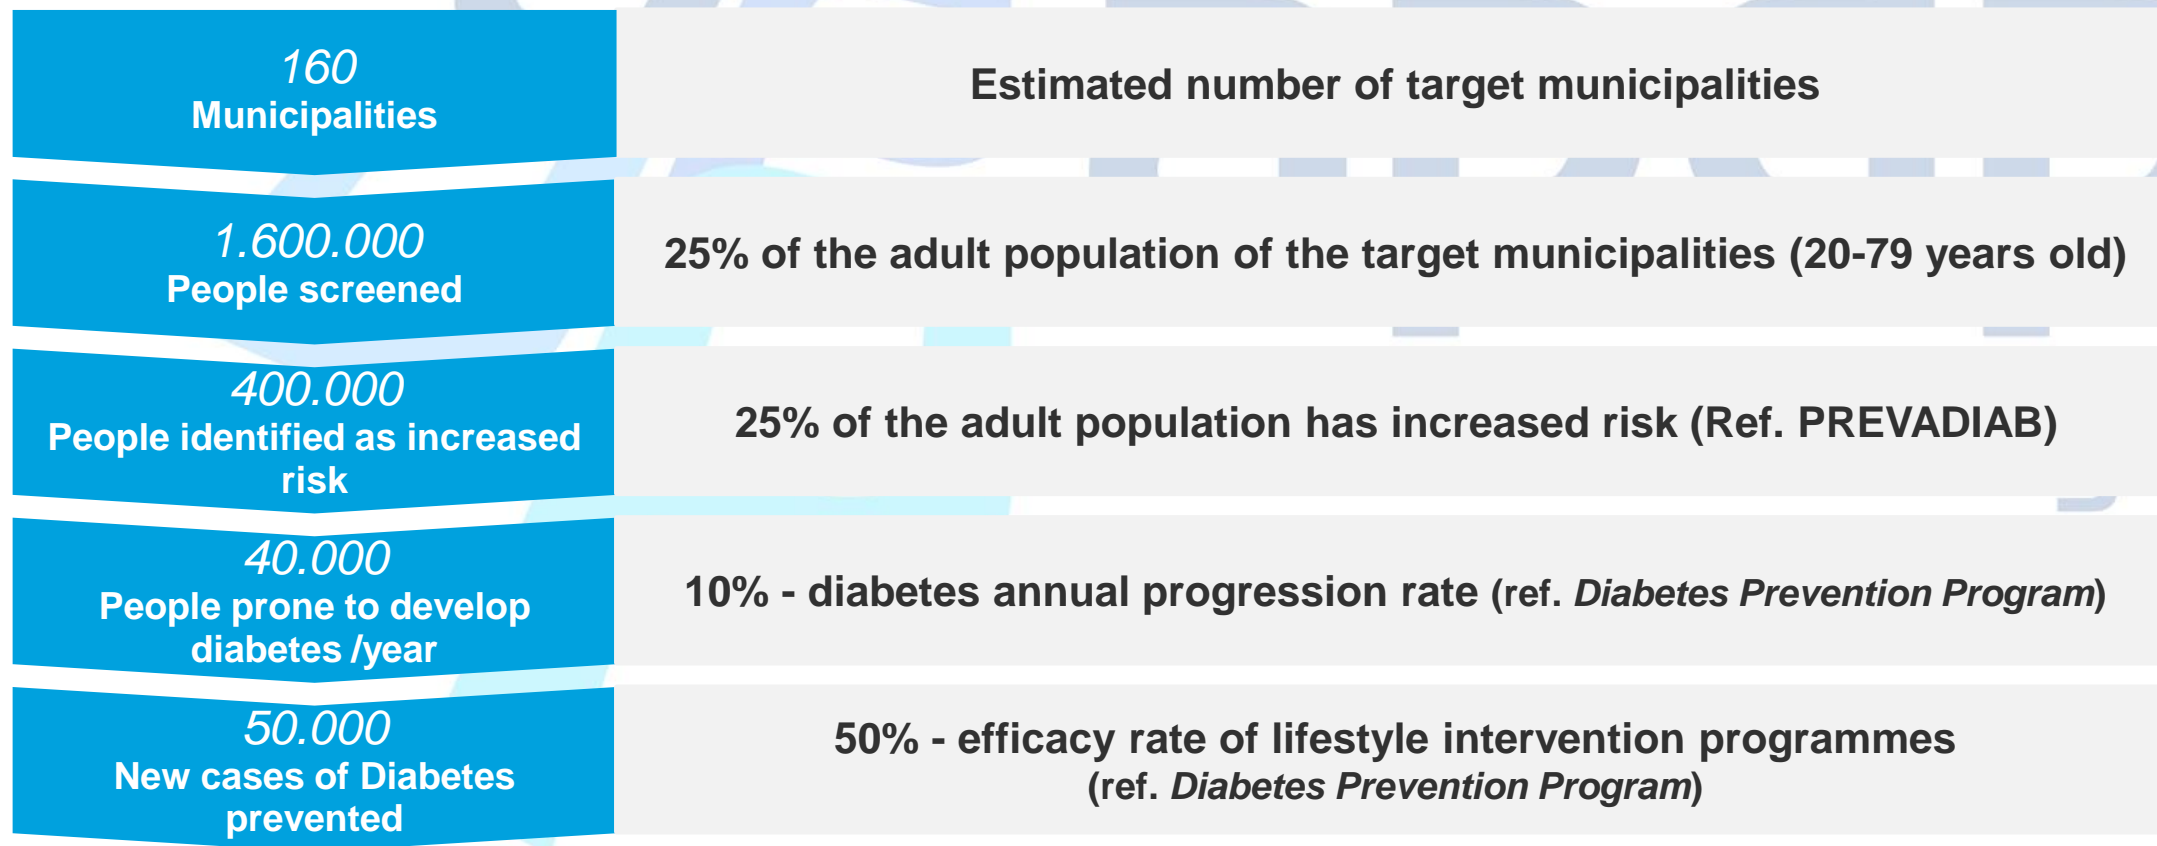 160
Municipalities
Estimated number of target municipalities
1.600.000
People screened
25% of the adult population of the target municipalities (20-79 years old)
400.000
People identified as increased
risk
25% of the adult population has increased risk (Ref. PREVADIAB)
40.000
People prone to develop
diabetes /year
10% - diabetes annual progression rate (ref. Diabetes Prevention Program)
50.000
New cases of Diabetes
prevented
50% - efficacy rate of lifestyle intervention programmes
(ref. Diabetes Prevention Program)